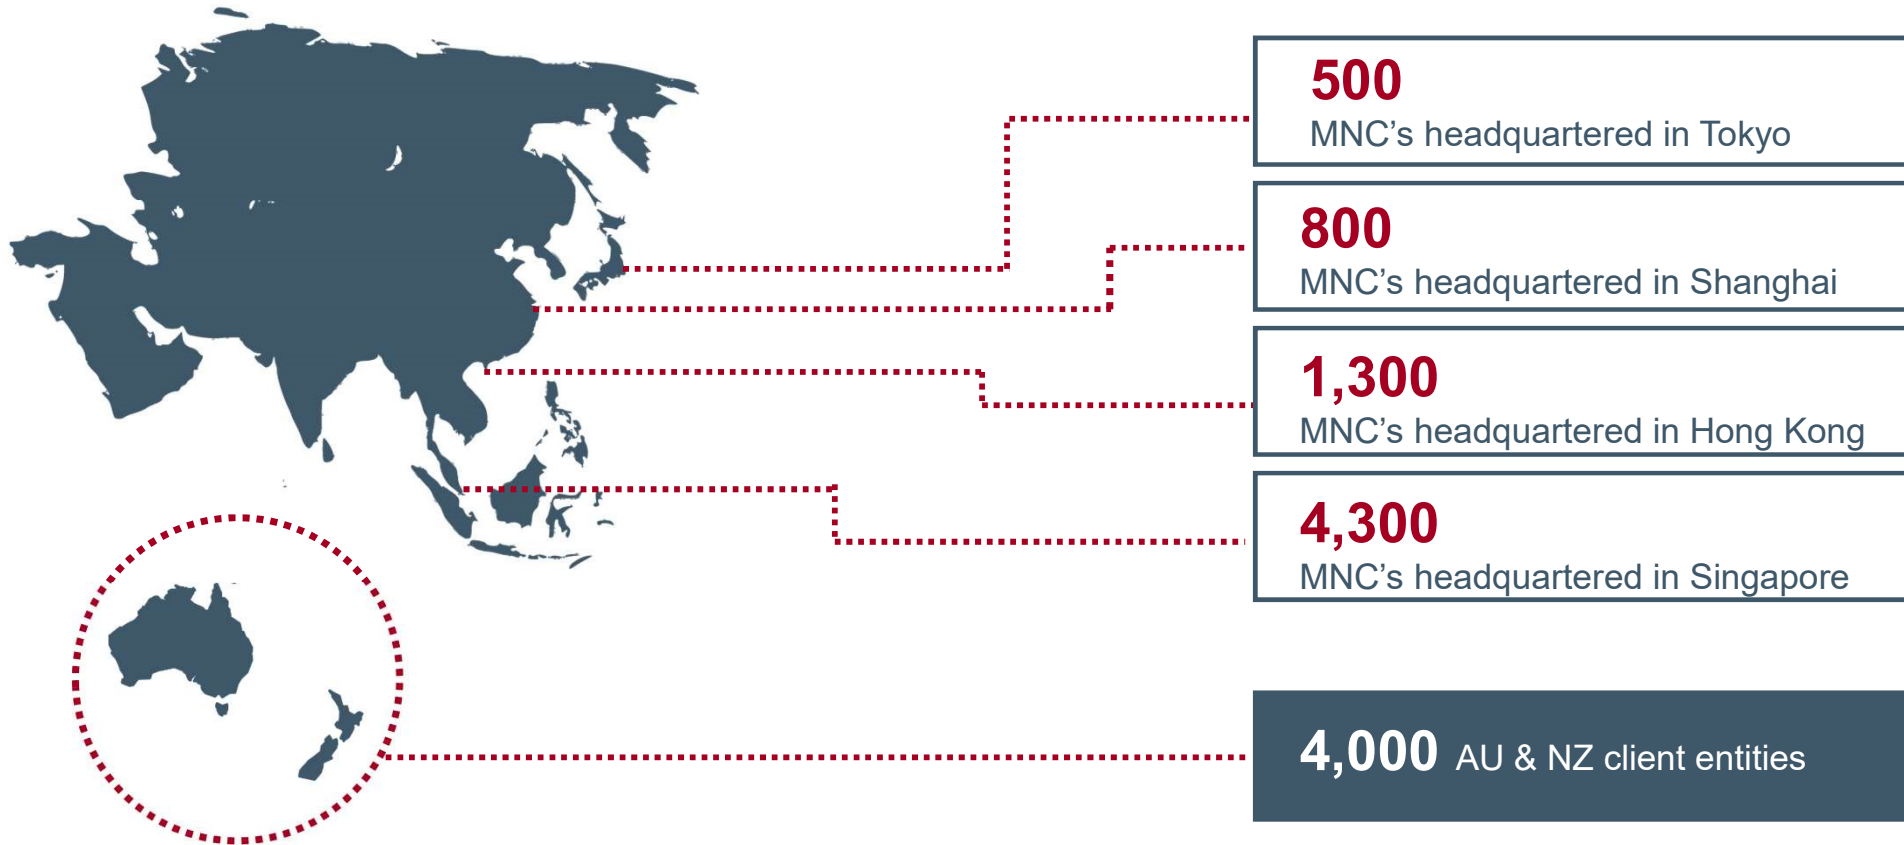 500
MNC’s headquartered in Tokyo
800
MNC’s headquartered in Shanghai
1,300
MNC’s headquartered in Hong Kong
4,300
MNC’s headquartered in Singapore
4,000 AU & NZ client entities